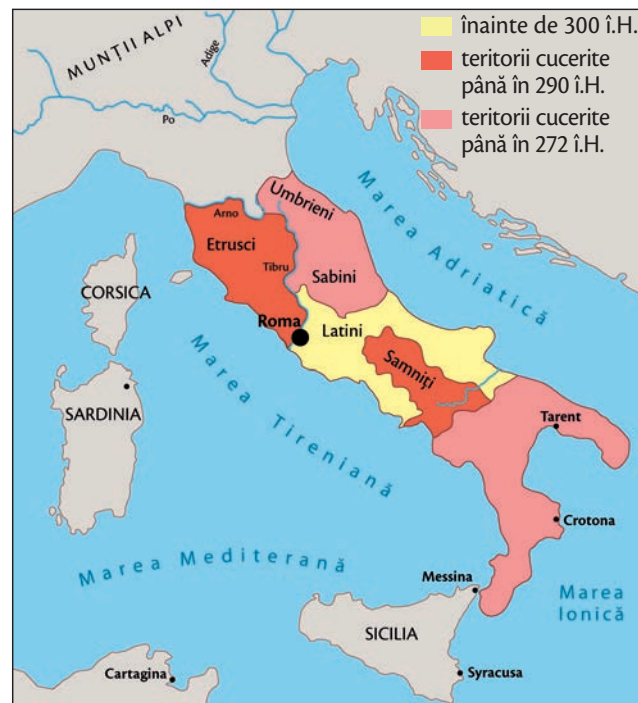 înainte de 300 î.H.
teritorii cucerite
până în 290 î.H.
teritorii cucerite
până în 272 î.H.
MUNȚII ALPI
Adige
Po
Marea Adriatică
Umbrieni
Arno
Etrusci
Tibru
Sabini
CORSICA
Roma
Latini
Samniți
SARDINIA
Marea Tireniană
Tarent
Crotona
Marea Mediterană
Messina
Marea
Ionică
SICILIA
Cartagina
Syracusa